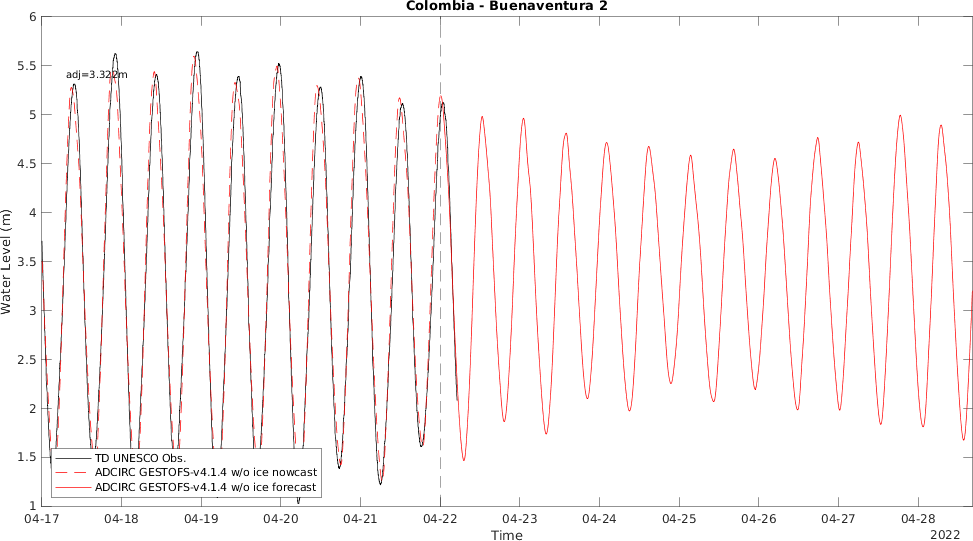 Colombia - Buenaventura 2
6
5.5
5
4.5
4
3.5
3
2.5
2
1.5
1
Water Level (m)
adj=3.322m
TD UNESCO Obs.
ADCIRC GESTOFS-v4.1.4 w/o ice nowcast
ADCIRC GESTOFS-v4.1.4 w/o ice forecast
04-17 04-18 04-19 04-20 04-21 04-22 04-23 04-24 04-25 04-26 04-27 04-28
Time
2022